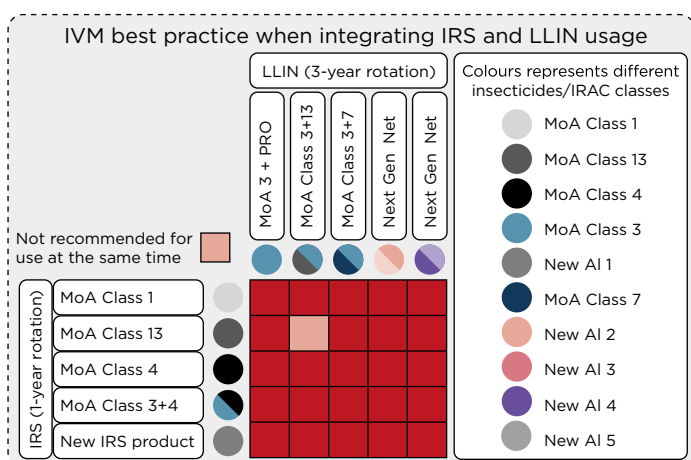 IVM best practice when integrating IRS and LLIN usage
LLIN (3-year rotation)
MoA 3 + PRO
MoA Class 3+13
MoA Class 3+7
Next Gen Net
Next Gen Net
Not recommended for
use at the same time
IRS (1-year rotation)
MoA Class 1
MoA Class 13
MoA Class 4
MoA Class 3+4
New IRS product
Colours represents different
insecticides/IRAC classes
MoA Class 1
MoA Class 13
MoA Class 4
MoA Class 3
New AI 1
MoA Class 7
New AI 2
New AI 3
New AI 4
New AI 5